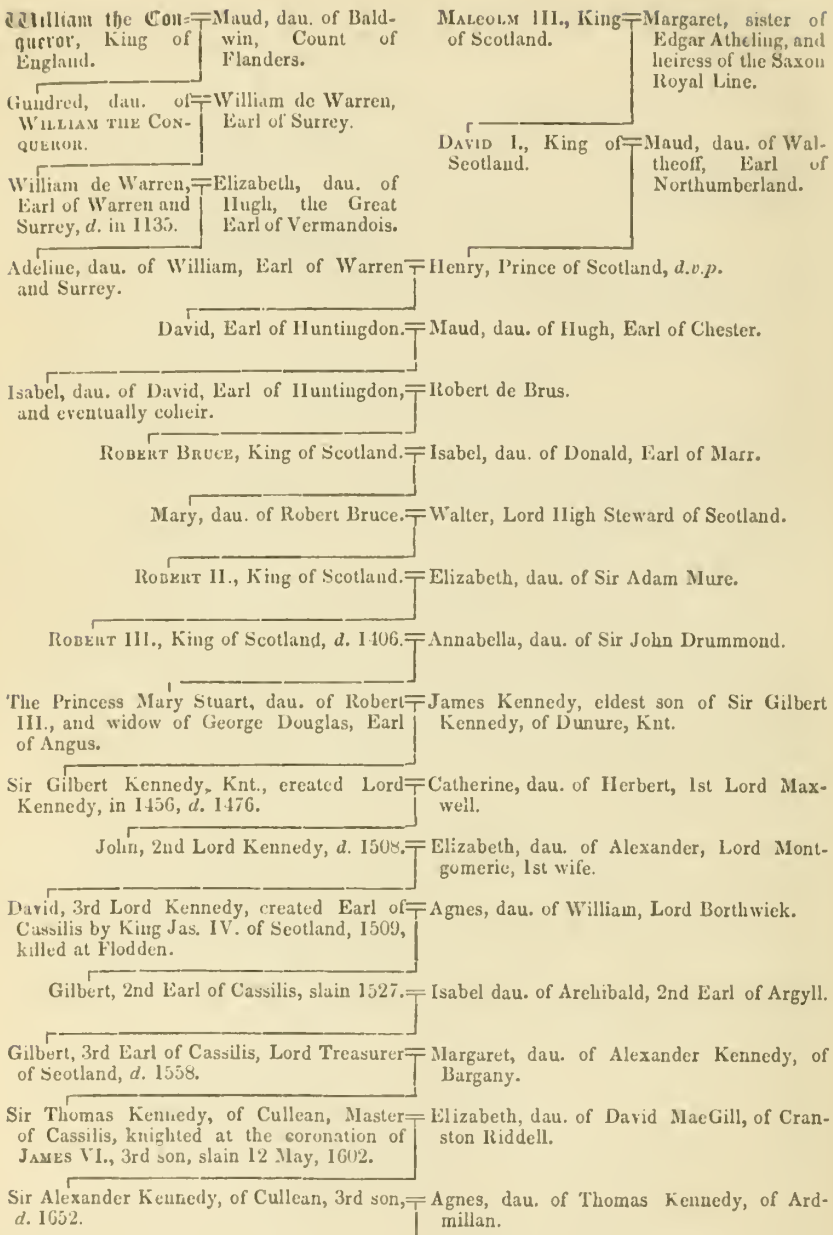 William the Con-
queror, King of
England.
Maud, dau. of Bald-
win, Count of
Flanders.
MALCOLM III., King
of Scotland.
Margaret, sister of
Edgar Atheling, and
heiress of the Saxon
Royal Line.
Gundred, dau. of
WILLIAM THE CON-
QUEROR.
William de Warren,
Earl of Surrey.
DAVID I., King of
Scotland.
Maud, dau. of Wal-
theoff, Earl of
Northumberland.
William de Warren,
Earl of Warren and
Surrey, d. in 1135.
Elizabeth, dau. of
Hugh, the Great
Earl of Vermandois.
Adeline, dau. of William, Earl of Warren
and Surrey.
Henry, Prince of Scotland, d.v.p.
David, Earl of Huntingdon.
Maud, dau. of Hugh, Earl of Chester.
Isabel, dau. of David, Earl of Huntingdon,
and eventually coheir.
Robert de Brus.
ROBERT BRUCE, King of Scotland.
Isabel, dau. of Donald, Earl of Marr.
Mary, dau. of Robert Bruce.
Walter, Lord High Steward of Scotland.
ROBERT II., King of Scotland.
Elizabeth, dau. of Sir Adam Mure.
ROBERT III., King of Scotland, d. 1406.
Annabella, dau. of Sir John Drummond.
The Princess Mary Stuart, dau. of Robert
III., and widow of George Douglas, Earl
of Angus.
James Kennedy, eldest son of Sir Gilbert
Kennedy, of Dunure, Knt.
Sir Gilbert Kennedy, Knt., created Lord
Kennedy, in 1456, d. 1476.
Catherine, dau. of Herbert, 1st Lord Max-
well.
John, 2nd Lord Kennedy, d. 1508.
Elizabeth, dau. of Alexander, Lord Mont-
gomerie, 1st wife.
David, 3rd Lord Kennedy, created Earl of
Cassilis by King Jas. IV. of Scotland, 1509,
killed at Flodden.
Agnes, dau. of William, Lord Borthwick.
Gilbert, 2nd Earl of Cassilis, slain 1527.
Isabel dau. of Archibald, 2nd Earl of Argyll.
Gilbert, 3rd Earl of Cassilis, Lord Treasurer
of Scotland, d. 1558.
Margaret, dau. of Alexander Kennedy, of
Bargany.
Sir Thomas Kennedy, of Cullean, Master
of Cassilis, knighted at the coronation of
JAMES VI., 3rd son, slain 12 May, 1602.
Elizabeth, dau. of David MacGill, of Cran-
ston Riddell.
Sir Alexander Kennedy, of Cullean, 3rd son,
d. 1652.
Agnes, dau. of Thomas Kennedy, of Ard-
millan.